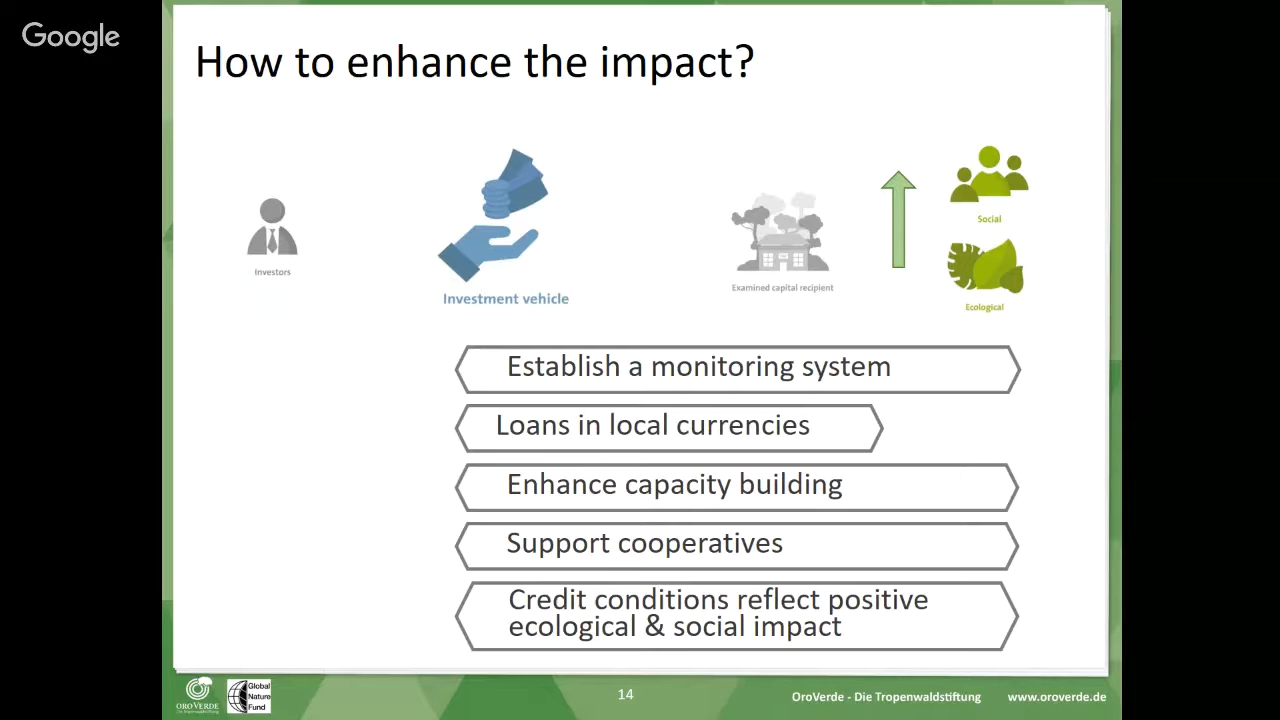 Google
How to enhance the impact?
Investors
Investment vehicle
Examined capital recipient
Social
Ecological
Establish a monitoring system
Loans in local currencies
Enhance capacity building
Support cooperatives
Credit conditions reflect positive
ecological & social impact
OROVERDE
Die Tropenwaldstiftung
Global
Nature
Fund
14
OroVerde - Die Tropenwaldstiftung
www.oroverde.de